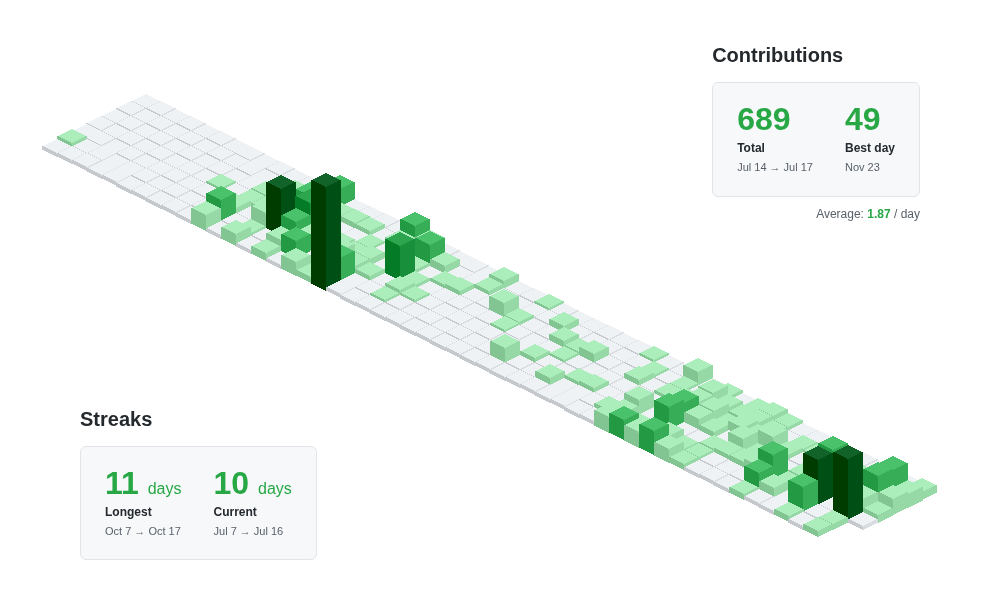 Contributions
689 49
Total Best day
Jul 14 → Jul 17 Nov 23
Average: 1.87 / day
Streaks
11 days 10 days
Longest Current
Oct 7 → Oct 17 Jul 7 → Jul 16